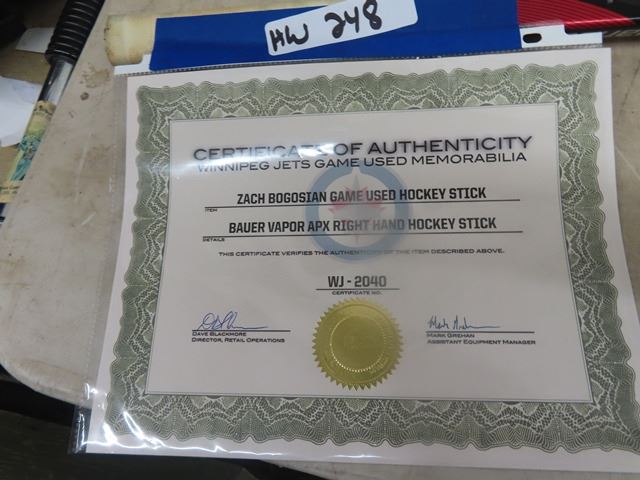 HW 248
CERTIFICATE OF AUTHENTICITY
WINNIPEG JETS GAME USED MEMORABILIA
ZACH BOGOSIAN GAME USED HOCKEY STICK
ITEM
BAUER VAPOR APX RIGHT HAND HOCKEY STICK
DETAILS
THIS CERTIFICATE VERIFIES THE AUTHENTICITY OF THE ITEM DESCRIBED ABOVE.
WJ - 2040
CERTIFICATE NO.
DAVE BLACKMORE
DIRECTOR, RETAIL OPERATIONS
MARK GREHAN
ASSISTANT EQUIPMENT MANAGER